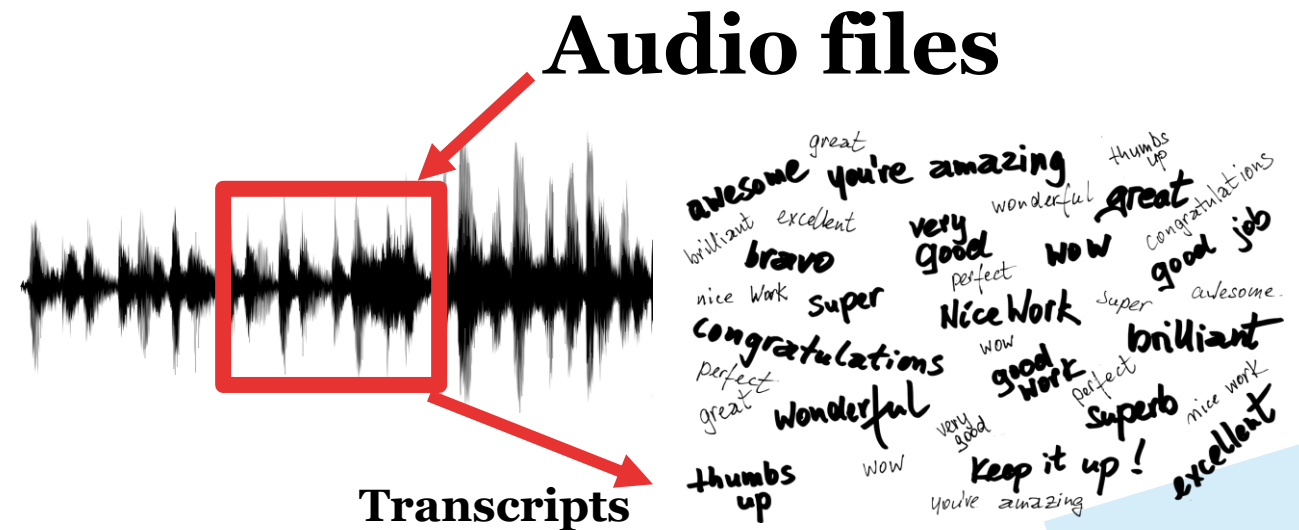 Audio files
great
awesome
you're amazing
thumbs
up
wonderful
great
congratulations
brilliant
excellent
very
good
bravo
wow
good job
perfect
nice Work
super
Nice Work
super
awesome.
congratulations
wow
brilliant
perfect
good
work
perfect
great
wonderful
superb
nice work
very
good
excellent
thumbs
up
wow
Keep it up !
you're amazing
Transcripts